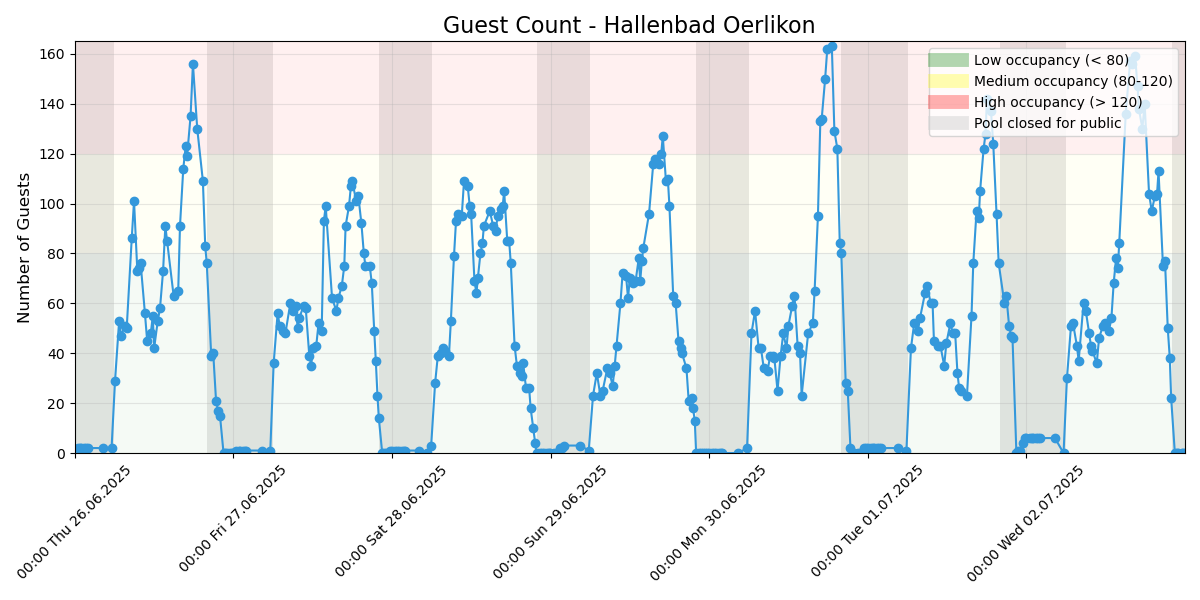 Guest Count - Hallenbad Oerlikon
Number of Guests
160
140
120
100
80
60
40
20
0
Low occupancy (< 80)
Medium occupancy (80-120)
High occupancy (> 120)
Pool closed for public
00:00 Thu 26.06.2025
00:00 Fri 27.06.2025
00:00 Sat 28.06.2025
00:00 Sun 29.06.2025
00:00 Mon 30.06.2025
00:00 Tue 01.07.2025
00:00 Wed 02.07.2025